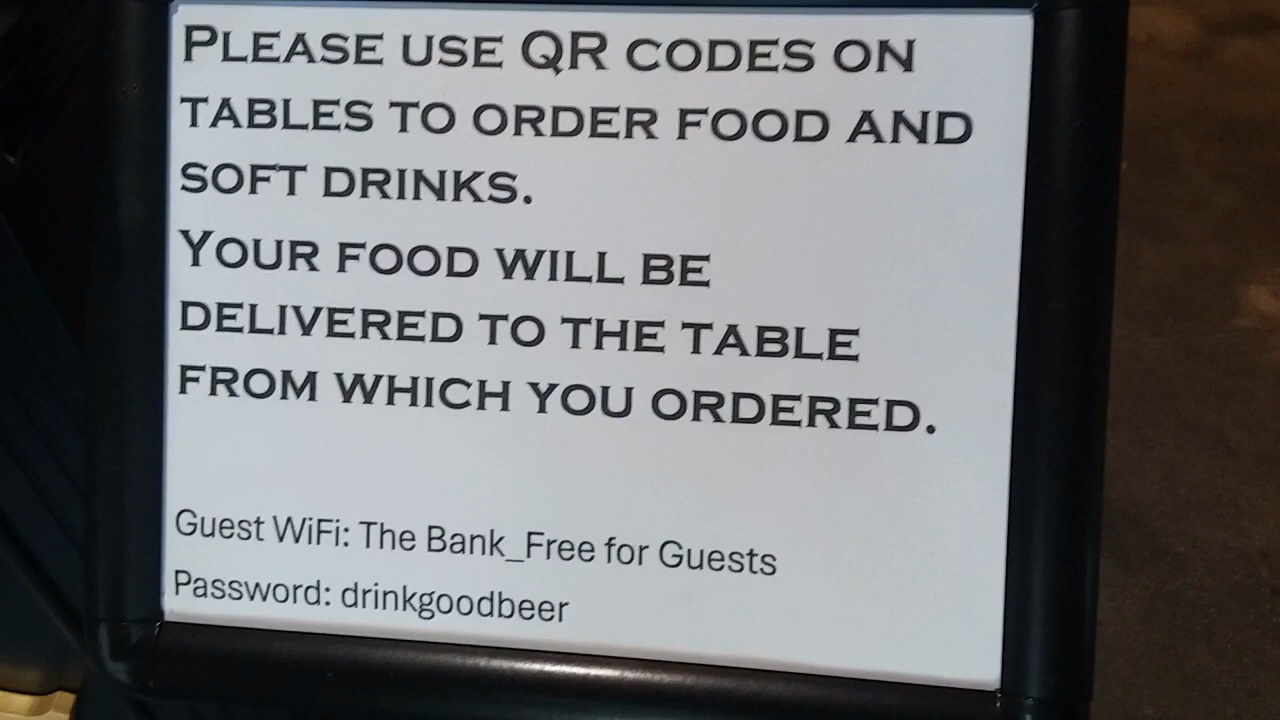 PLEASE USE QR CODES ON
TABLES TO ORDER FOOD AND
SOFT DRINKS.
YOUR FOOD WILL BE
DELIVERED TO THE TABLE
FROM WHICH YOU ORDERED.
Guest WiFi: The Bank_Free for Guests
Password: drinkgoodbeer